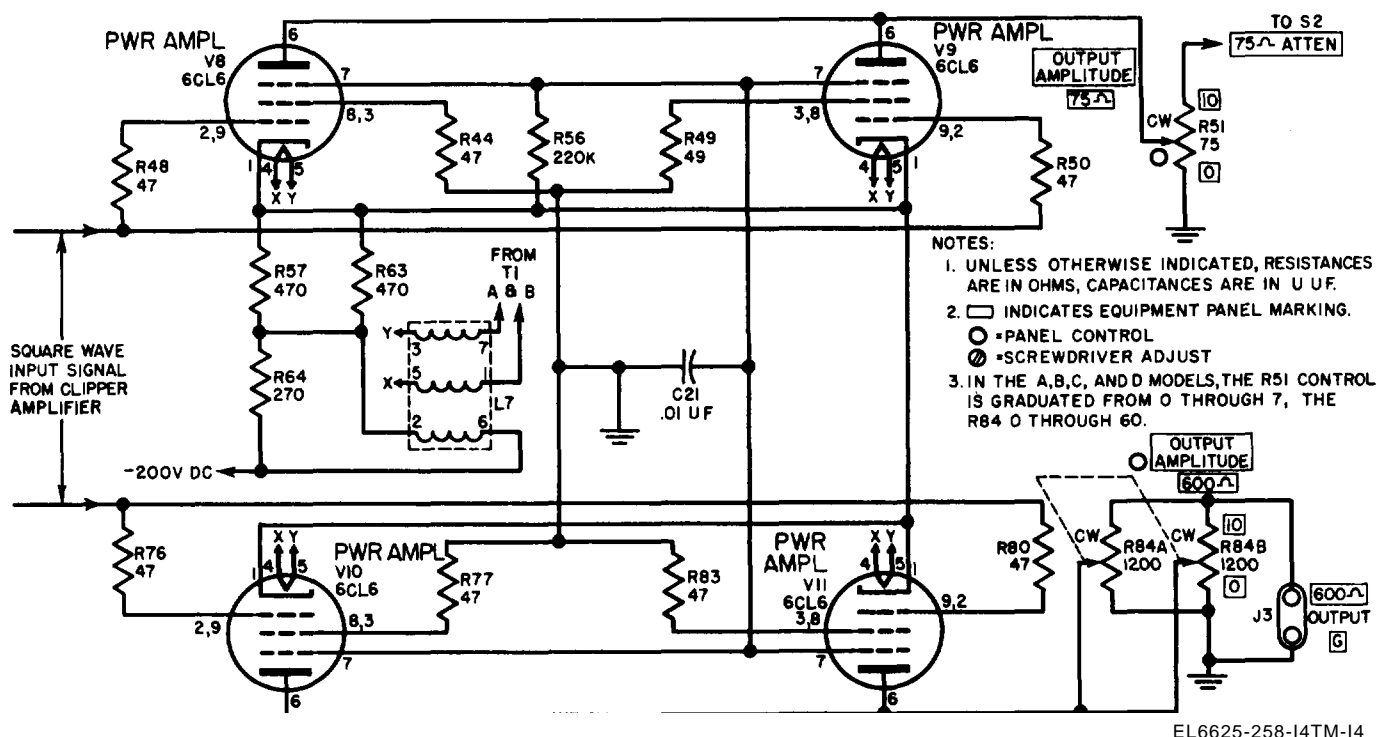 PWR AMPL
V8
6CL6
6
7
8,3
2,9
1
4
5
X Y
R48
47
R44
47
R56
220K
R49
49
PWR AMPL
V9
6CL6
6
7
3,8
9,2
4
5
1
X Y
R50
47
OUTPUT
AMPLITUDE
75Ω
TO S2
75Ω ATTEN
CW
10
R51
75
0
SQUARE WAVE
INPUT SIGNAL
FROM CLIPPER
AMPLIFIER
R57
470
R63
470
R64
270
-200V DC
FROM
T1
A & B
Y
3
7
X
5
1
L7
2
6
C21
.01 UF
NOTES:
1. UNLESS OTHERWISE INDICATED, RESISTANCES
ARE IN OHMS, CAPACITANCES ARE IN U UF.
2. INDICATES EQUIPMENT PANEL MARKING.
=PANEL CONTROL
=SCREWDRIVER ADJUST
3. IN THE A,B,C, AND D MODELS, THE R51 CONTROL
IS GRADUATED FROM 0 THROUGH 7, THE
R84 0 THROUGH 60.
R76
47
X Y
1
4
5
PWR AMPL
V10
6CL6
2,9
8,3
7
6
R77
47
R83
47
PWR
AMPL
V11
6CL6
3,8
7
X Y
4
5
1
9,2
6
R80
47
OUTPUT
AMPLITUDE
600Ω
CW
R84A
1200
CW
10
R84B
1200
0
J3
600Ω
OUTPUT
G
EL6625-258-14TM-14